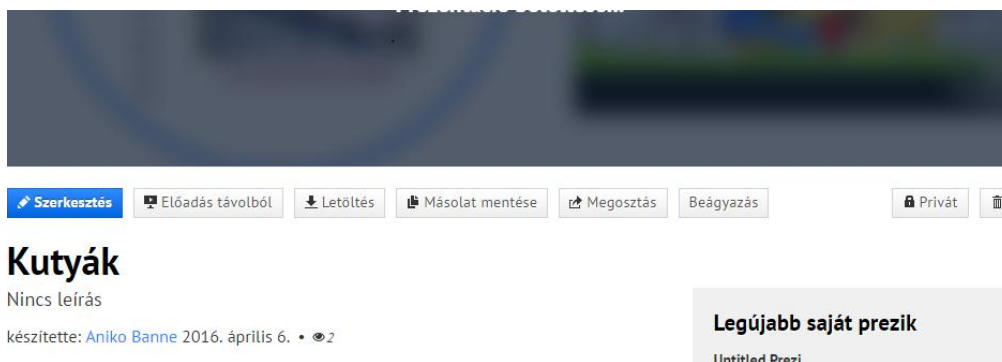 Szerkesztés Előadás távolból Letöltés Másolat mentése Megosztás Beágyazás Privát
Kutyák
Nincs leírás
készítette: Aniko Banne 2016. április 6. • 2
Legújabb saját prezik
Untitled Prezi